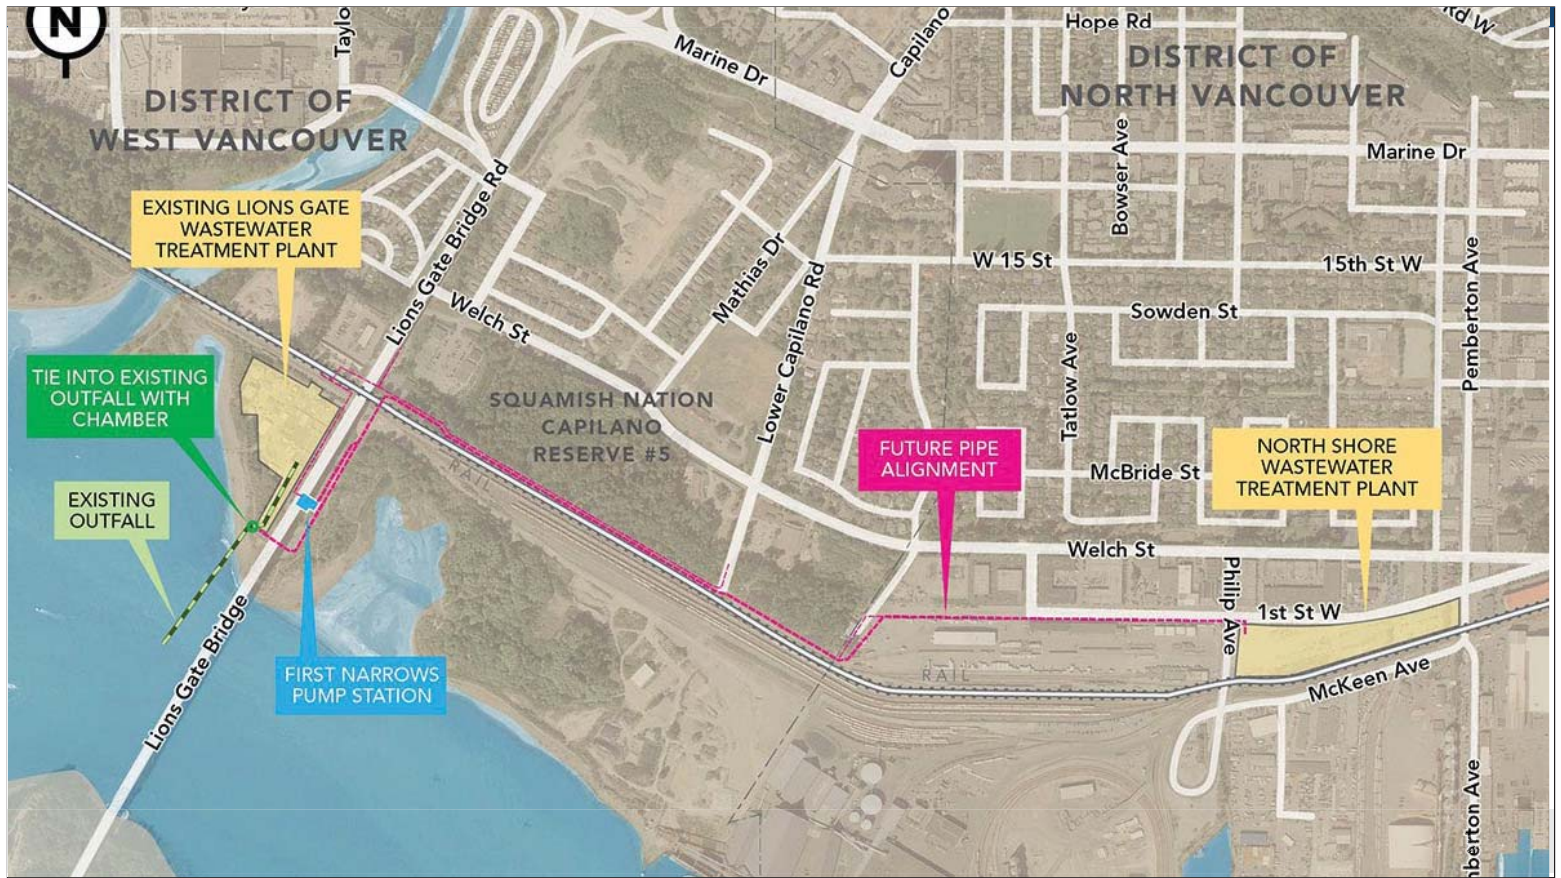 N
Taylo
Marine Dr
Capilano
Hope Rd
Rd W
DISTRICT OF
NORTH VANCOUVER
DISTRICT OF
WEST VANCOUVER
Bowser Ave
Marine Dr
Lions Gate Bridge Rd
EXISTING LIONS GATE
WASTEWATER
TREATMENT PLANT
Mathias Dr
W 15 St
15th St W
Pemberton Ave
Welch St
Lower Capilano Rd
Sowden St
Tatlow Ave
TIE INTO EXISTING
OUTFALL WITH
CHAMBER
SQUAMISH NATION
CAPILANO
RESERVE #5
RAIL
FUTURE PIPE
ALIGNMENT
McBride St
NORTH SHORE
WASTEWATER
TREATMENT PLANT
EXISTING
OUTFALL
Welch St
Philip Ave
1st St W
Lions Gate Bridge
FIRST NARROWS
PUMP STATION
RAIL
McKeen Ave
mberton Ave